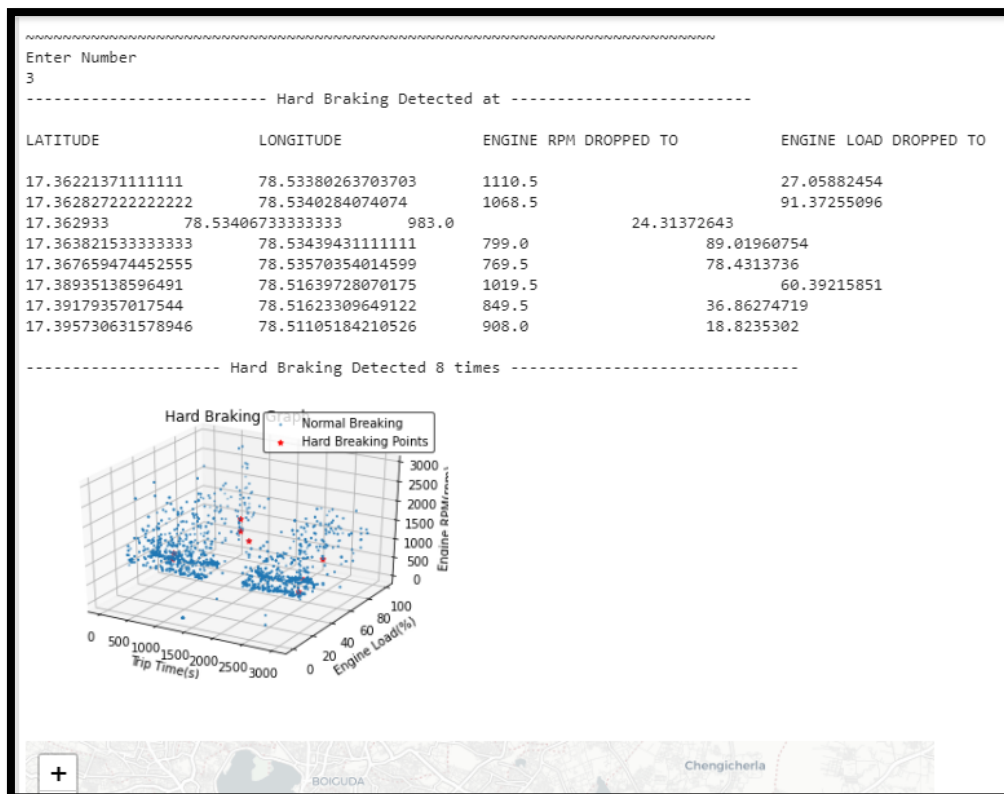 ~~~~~~~~~~~~~~~~~~~~~~~~~~~~~~~~~~~~~~~~~~~~~~~~~~~~~~~~~~~~~~~~~~~~~~~~~~
Enter Number
3
-------------------------- Hard Braking Detected at --------------------------
LATITUDE LONGITUDE ENGINE RPM DROPPED TO ENGINE LOAD DROPPED TO
17.36221371111111 78.53380263703703 1110.5 27.05882454
17.362827222222222 78.5340284074074 1068.5 91.37255096
17.362933 78.53406733333333 983.0 24.31372643
17.363821533333333 78.53439431111111 799.0 89.01960754
17.367659474452555 78.53570354014599 769.5 78.4313736
17.38935138596491 78.51639728070175 1019.5 60.39215851
17.39179357017544 78.51623309649122 849.5 36.86274719
17.395730631578946 78.51105184210526 908.0 18.8235302
--------------------- Hard Braking Detected 8 times -------------------------------
Hard Braking Graph
Normal Breaking
Hard Breaking Points
3000
2500
2000
1500
1000
500
0
Engine RPM(rpm)
0 500 1000 1500 2000 2500 3000
Trip Time(s)
0 20 40 60 80 100
Engine Load(%)
+
BOIGUDA
Chengicherla